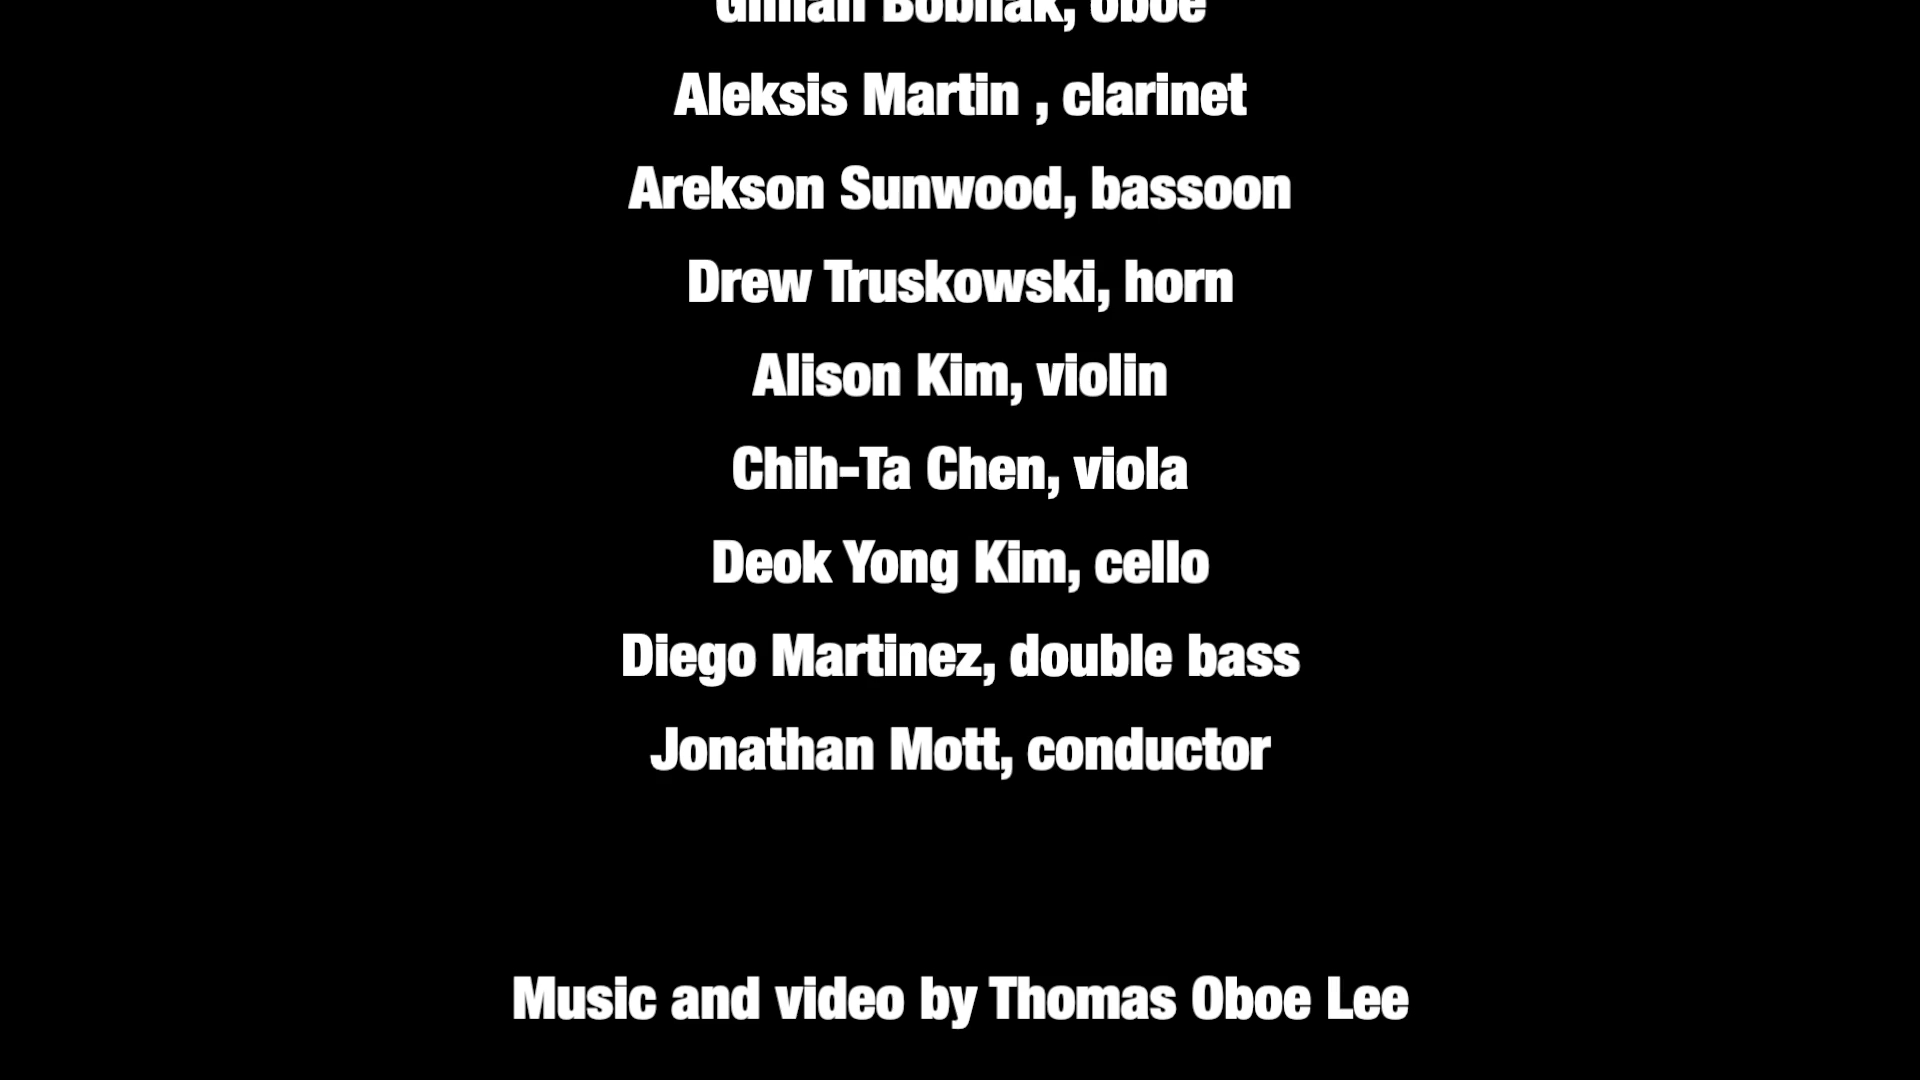 oboe
Aleksis Martin , clarinet
Arekson Sunwood, bassoon
Drew Truskowski, horn
Alison Kim, violin
Chih-Ta Chen, viola
Deok Yong Kim, cello
Diego Martinez, double bass
Jonathan Mott, conductor
Music and video by Thomas Oboe Lee